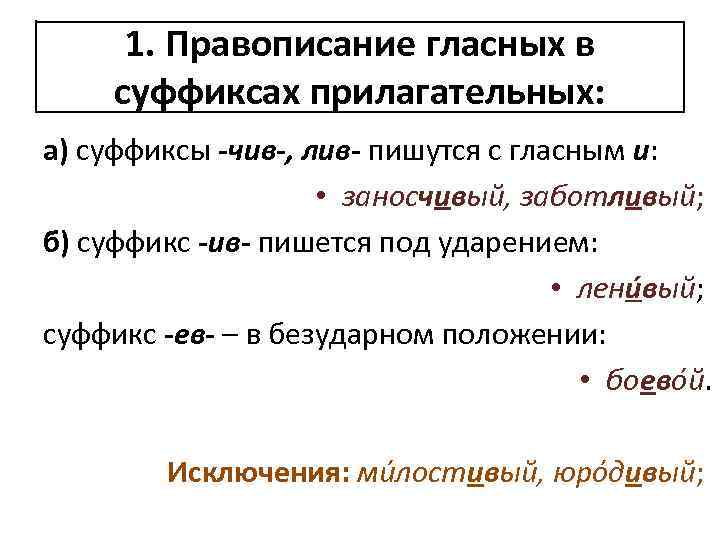 1. Правописание гласных в
суффиксах прилагательных:
а) суффиксы -чив-, лив- пишутся с гласным и:
• заносчивый, заботливый;
б) суффикс -ив- пишется под ударением:
• лени́вый;
суффикс -ев- – в безударном положении:
• боево́й.
Исключения: ми́лостивый, юро́дивый;